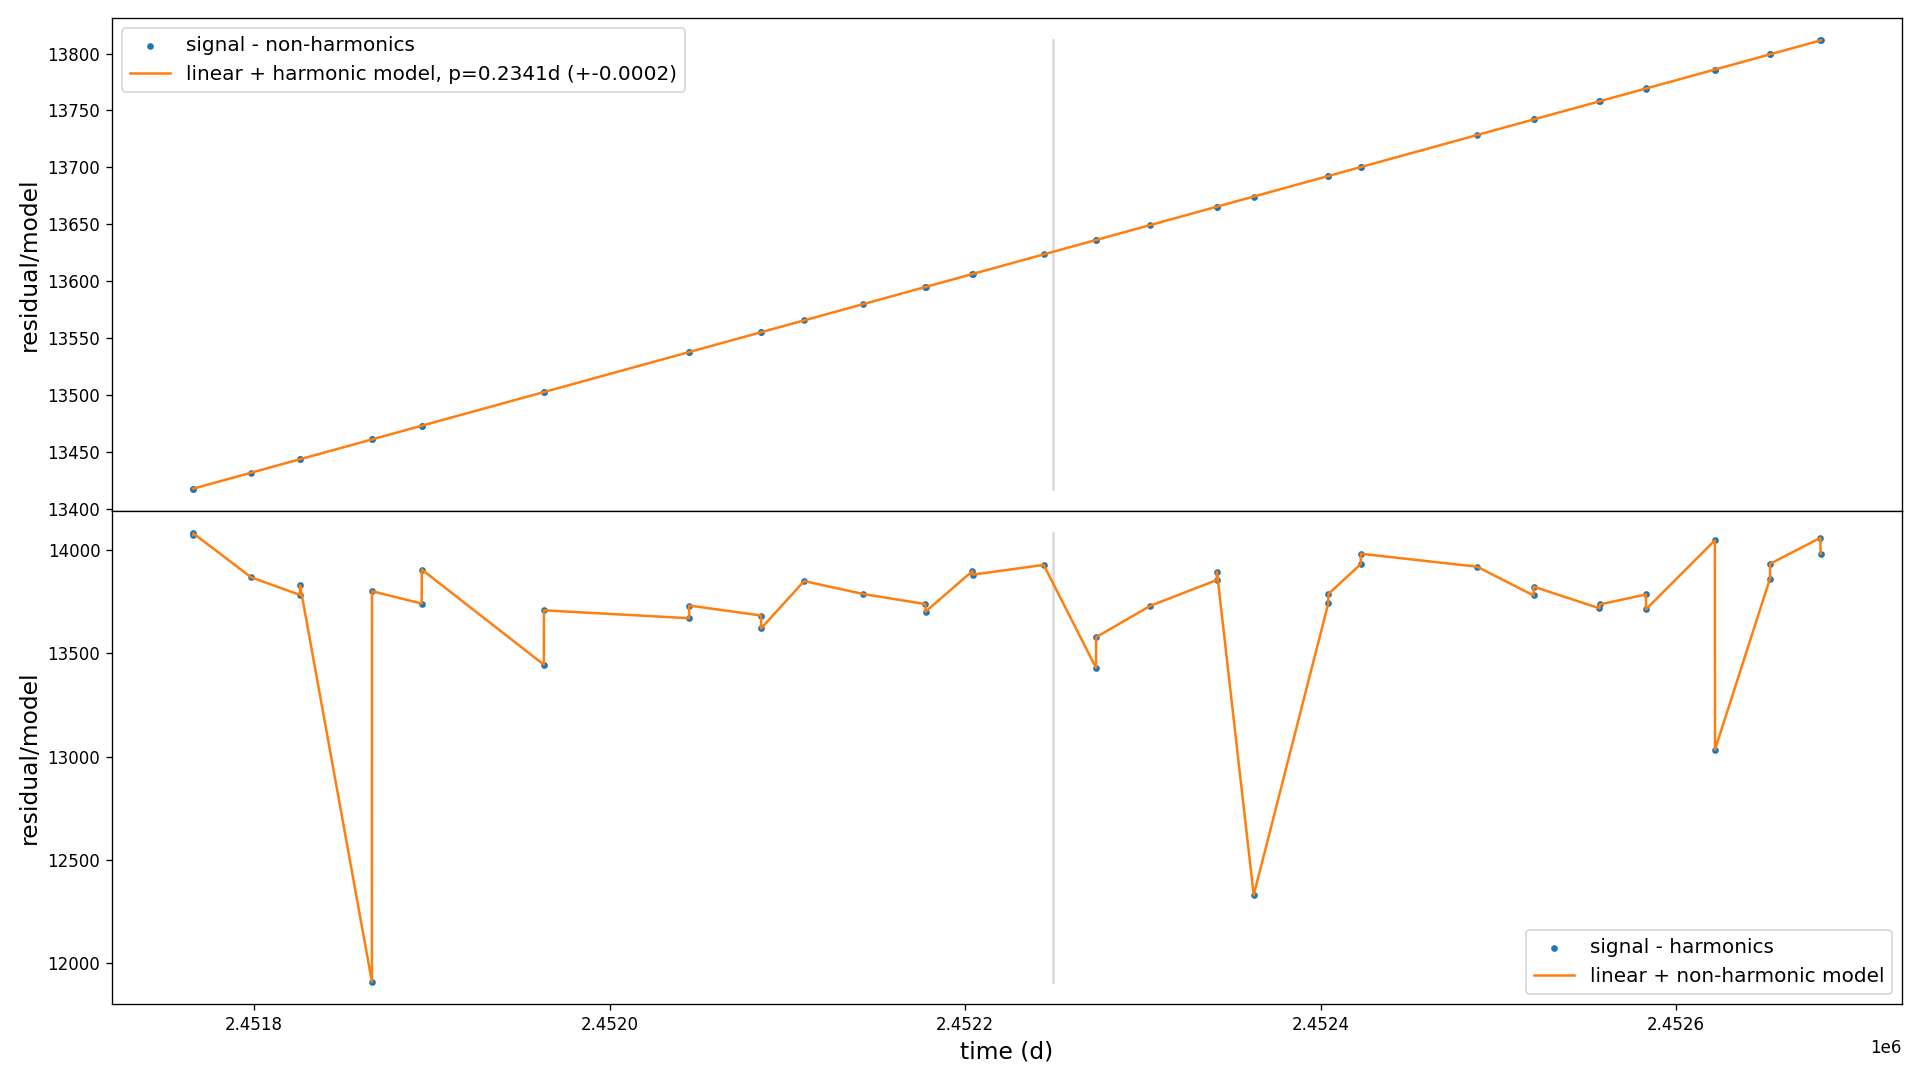 signal - non-harmonics
linear + harmonic model, p=0.2341d (+-0.0002)
residual/model
13800
13750
13700
13650
13600
13550
13500
13450
13400
residual/model
14000
13500
13000
12500
12000
signal - harmonics
linear + non-harmonic model
2.4518 2.4520 2.4522 2.4524 2.4526
1e6
time (d)